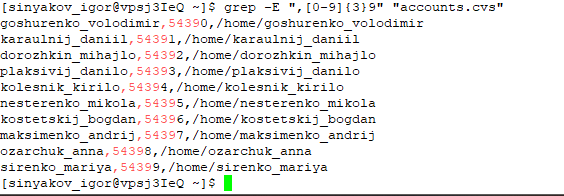 [sinyakov_igor@vpsj3IeQ ~]$ grep -E ",[0-9]{3}9" "accounts.cvs"
goshurenko_volodimir,54390,/home/goshurenko_volodimir
karaulnij_daniil,54391,/home/karaulnij_daniil
dorozhkin_mihajlo,54392,/home/dorozhkin_mihajlo
plaksivij_danilo,54393,/home/plaksivij_danilo
kolesnik_kirilo,54394,/home/kolesnik_kirilo
nesterenko_mikola,54395,/home/nesterenko_mikola
kostetskij_bogdan,54396,/home/kostetskij_bogdan
maksimenko_andrij,54397,/home/maksimenko_andrij
ozarchuk_anna,54398,/home/ozarchuk_anna
sirenko_mariya,54399,/home/sirenko_mariya
[sinyakov_igor@vpsj3IeQ ~]$